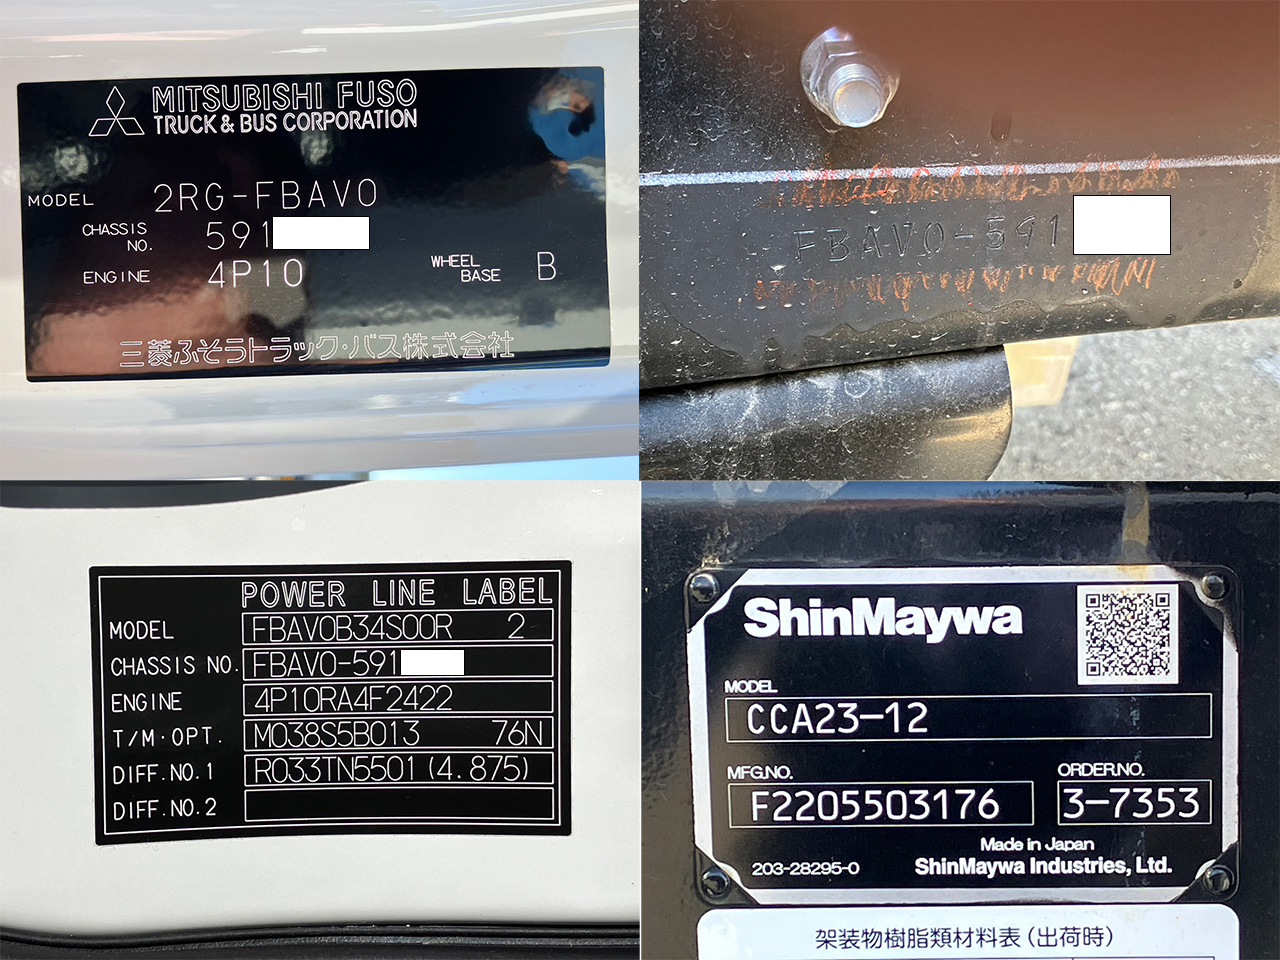 MITSUBISHI FUSO
TRUCK & BUS CORPORATION
MODEL 2RG-FBAV0
CHASSIS NO. 591
ENGINE 4P10 WHEEL BASE B
三菱ふそうトラック・バス株式会社
FBAV0-591
POWER LINE LABEL
MODEL FBAV0B34S00R 2
CHASSIS NO. FBAV0-591
ENGINE 4P10RA4F2422
T/M・OPT. M038S5B013 76N
DIFF.NO.1 R033TN5501(4.875)
DIFF.NO.2
ShinMaywa
MODEL
CCA23-12
MFG.NO. ORDER.NO.
F2205503176 3-7353
Made in Japan
203-28295-0 ShinMaywa Industries, Ltd.
架装物樹脂類材料表(出荷時)